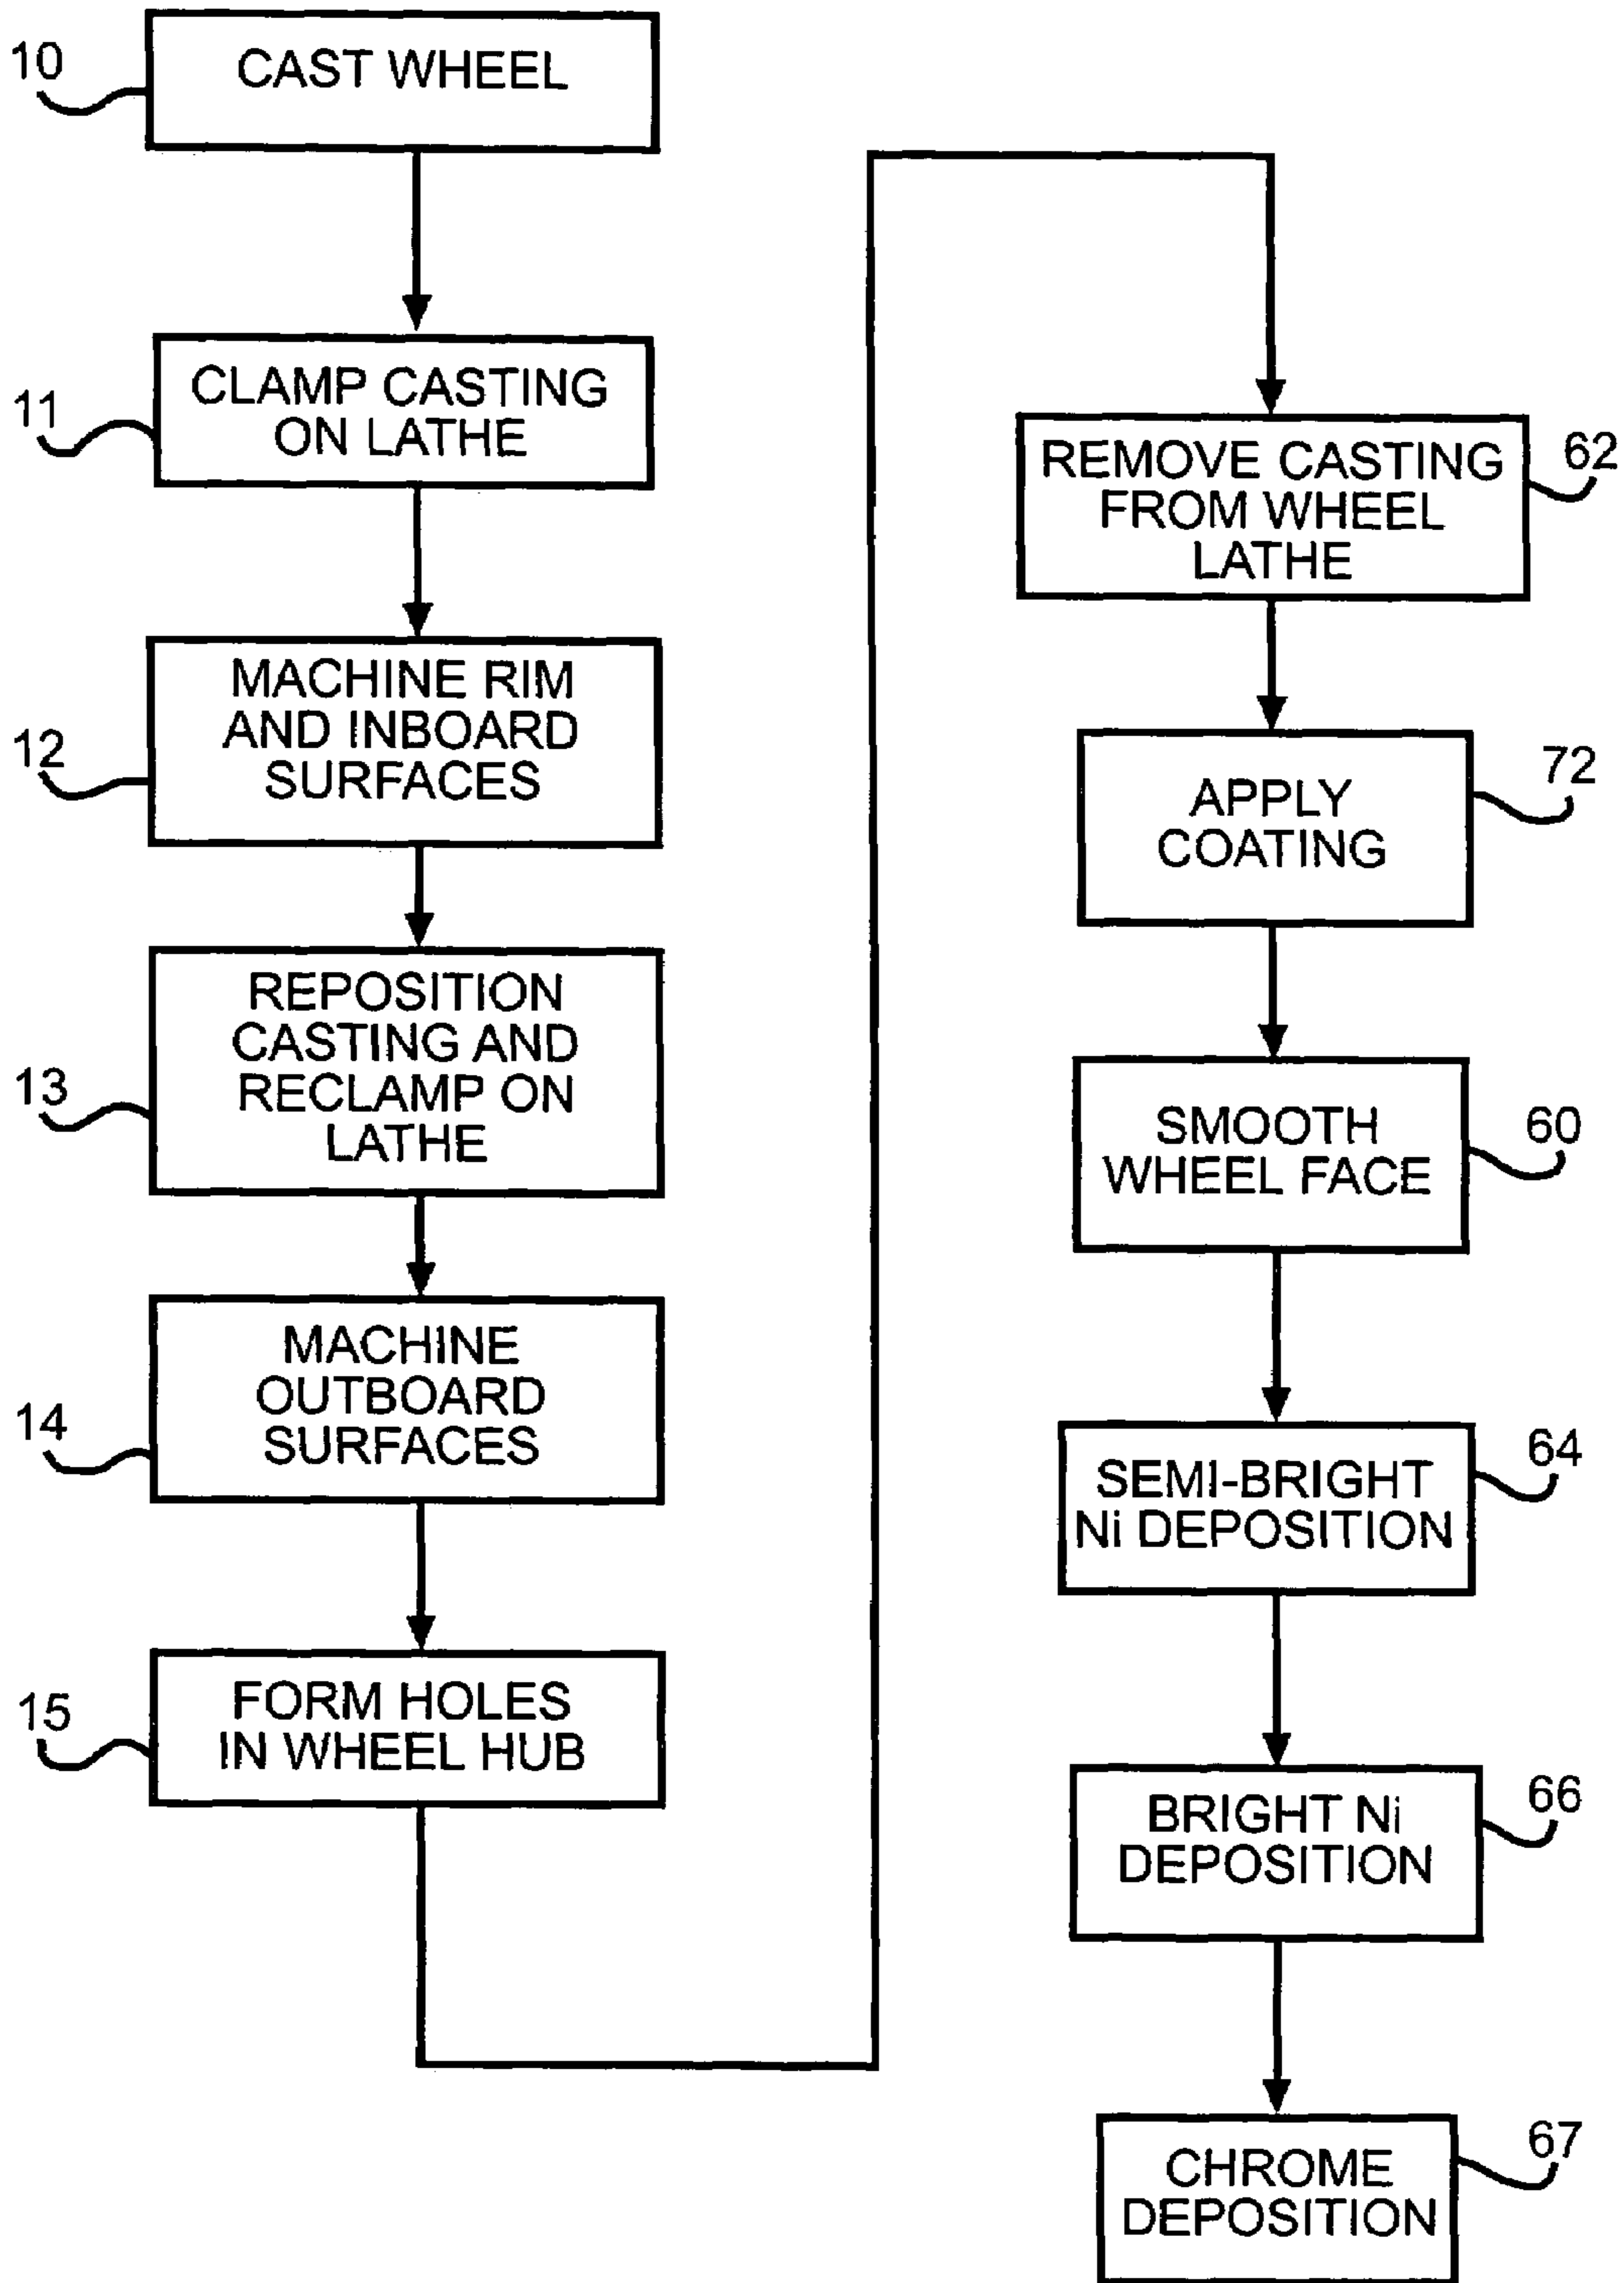 10
CAST WHEEL
11
CLAMP CASTING
ON LATHE
12
MACHINE RIM
AND INBOARD
SURFACES
13
REPOSITION
CASTING AND
RECLAMP ON
LATHE
14
MACHINE
OUTBOARD
SURFACES
15
FORM HOLES
IN WHEEL HUB
62
REMOVE CASTING
FROM WHEEL
LATHE
72
APPLY
COATING
60
SMOOTH
WHEEL FACE
64
SEMI-BRIGHT
Ni DEPOSITION
66
BRIGHT Ni
DEPOSITION
67
CHROME
DEPOSITION